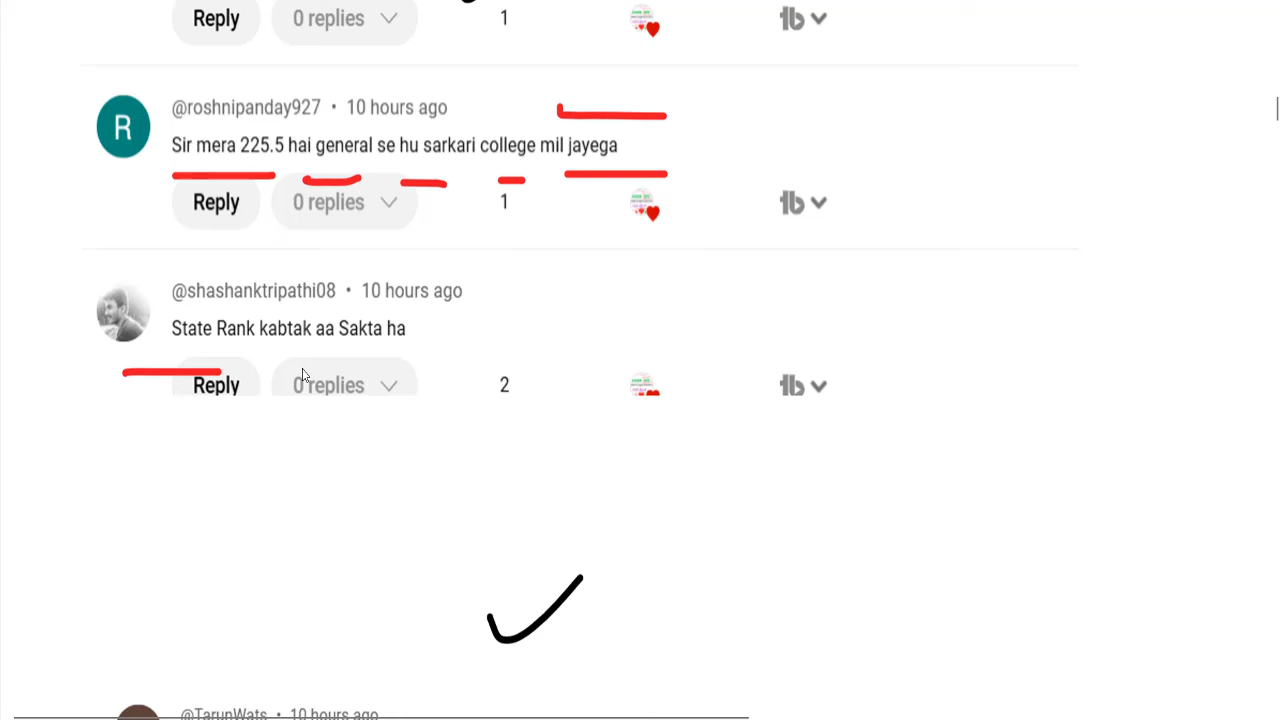 Reply 0 replies 1
@roshnipanday927 • 10 hours ago
R
Sir mera 225.5 hai general se hu sarkari college mil jayega
Reply 0 replies 1
@shashanktripathi08 • 10 hours ago
State Rank kabtak aa Sakta ha
Reply 0 replies 2
@TarunWats • 10 hours ago